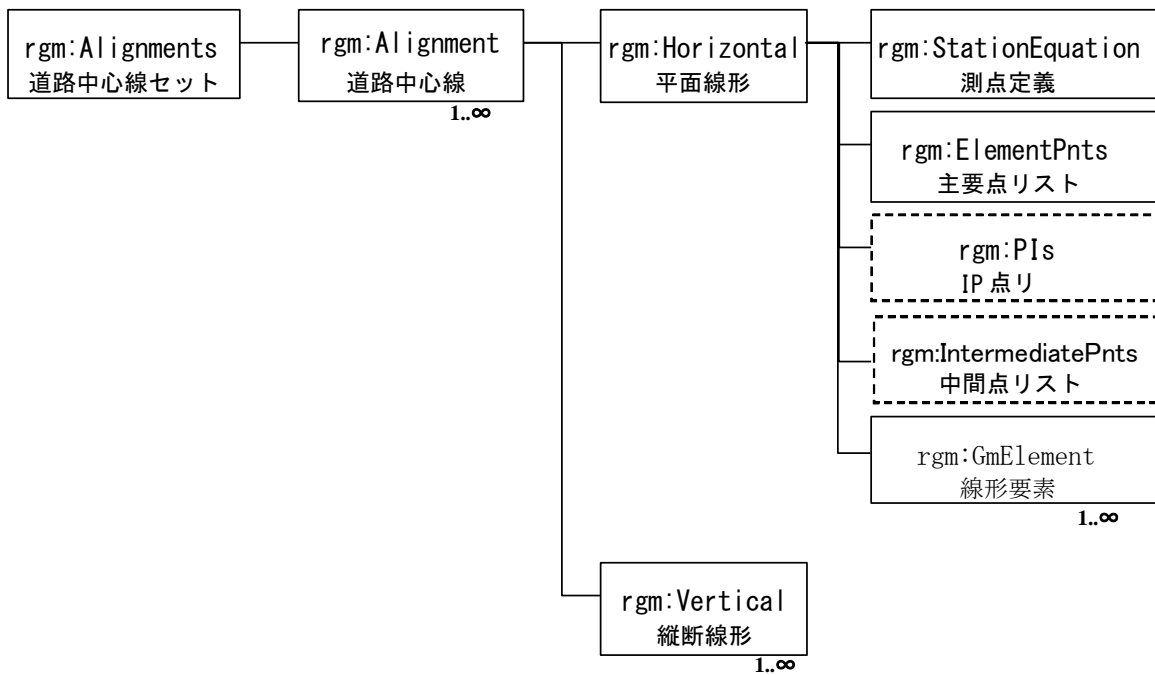 rgm:Alignments
道路中心線セット
rgm:Alignment
道路中心線
1..∞
rgm:Horizontal
平面線形
rgm:StationEquation
測点定義
rgm:ElementPnts
主要点リスト
rgm:PIs
IP 点リ
rgm:IntermediatePnts
中間点リスト
rgm:GmElement
線形要素
1..∞
rgm:Vertical
縦断線形
1..∞